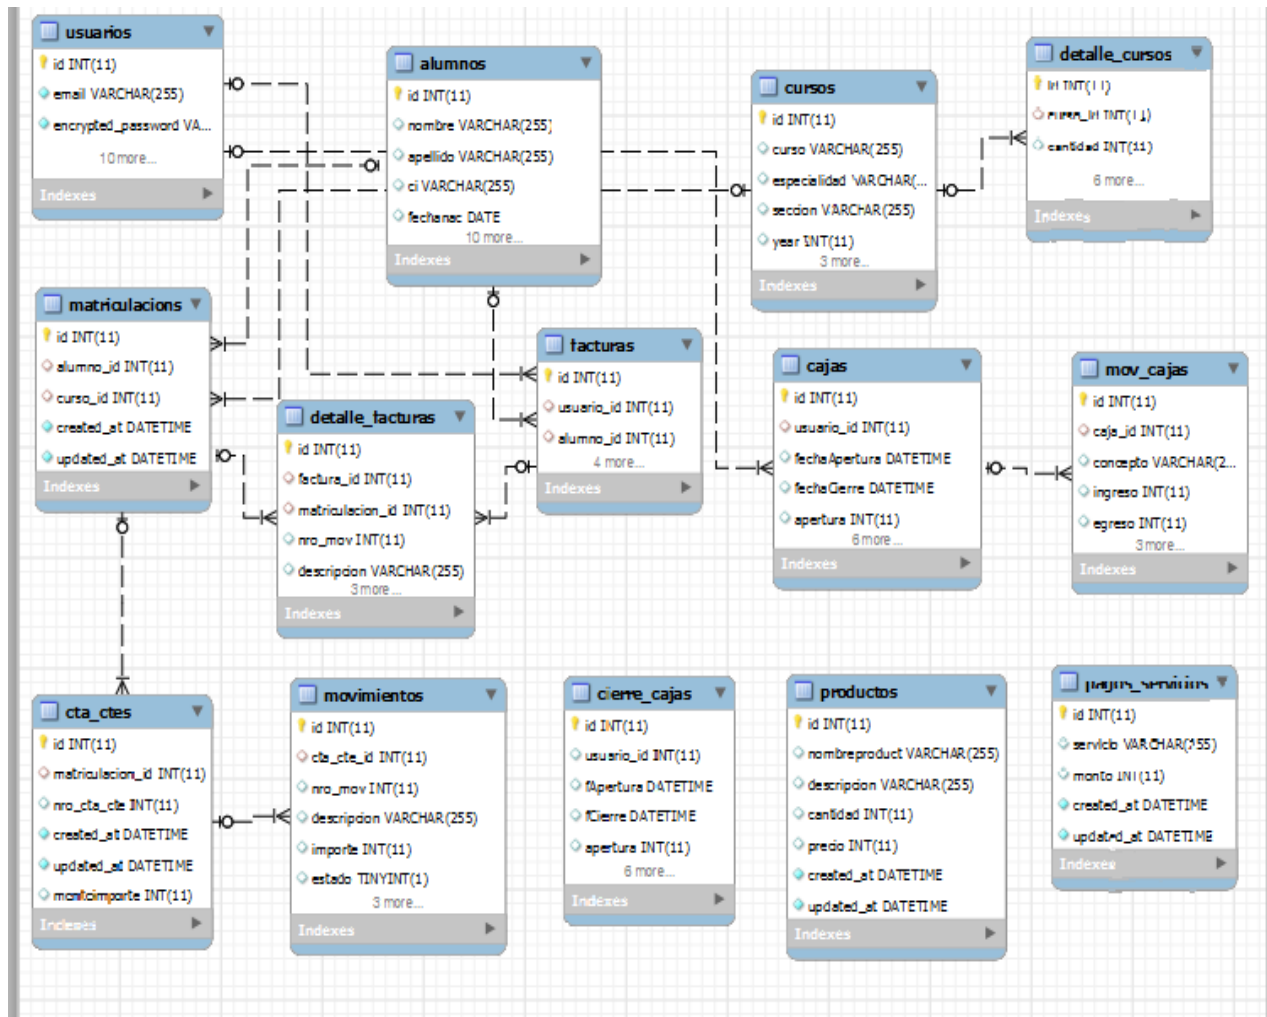 usuarios
id INT(11)
email VARCHAR(255)
encrypted_password VA...
10 more...
Indexes
alumnos
id INT(11)
nombre VARCHAR(255)
apellido VARCHAR(255)
ci VARCHAR(255)
fechanac DATE
10 more...
Indexes
cursos
id INT(11)
curso VARCHAR(255)
especialidad VARCHAR(...
seccion VARCHAR(255)
year INT(11)
3 more...
Indexes
detalle_cursos
id INT(11)
curso_id INT(11)
cantidad INT(11)
6 more...
Indexes
matriculacions
id INT(11)
alumno_id INT(11)
curso_id INT(11)
created_at DATETIME
updated_at DATETIME
Indexes
detalle_facturas
id INT(11)
factura_id INT(11)
matriculacion_id INT(11)
nro_mov INT(11)
descripcion VARCHAR(255)
3 more...
Indexes
facturas
id INT(11)
usuario_id INT(11)
alumno_id INT(11)
4 more...
cajas
id INT(11)
usuario_id INT(11)
fechaApertura DATETIME
fechaCierre DATETIME
apertura INT(11)
6 more...
Indexes
mov_cajas
id INT(11)
caja_id INT(11)
concepto VARCHAR(2...
ingreso INT(11)
egreso INT(11)
3 more...
Indexes
Indexes
cta_ctes
id INT(11)
matriculacion_id INT(11)
nro_cta_cte INT(11)
created_at DATETIME
updated_at DATETIME
montoimporte INT(11)
Indexes
movimientos
id INT(11)
cta_cte_id INT(11)
nro_mov INT(11)
descripcion VARCHAR(255)
importe INT(11)
estado TINYINT(1)
3 more...
Indexes
cierre_cajas
id INT(11)
usuario_id INT(11)
fApertura DATETIME
fCierre DATETIME
apertura INT(11)
6 more...
Indexes
productos
id INT(11)
nombreproduct VARCHAR(255)
descripcion VARCHAR(255)
cantidad INT(11)
precio INT(11)
created_at DATETIME
updated_at DATETIME
Indexes
pagos_servicios
id INT(11)
servicio VARCHAR(255)
monto INT(11)
created_at DATETIME
updated_at DATETIME
Indexes